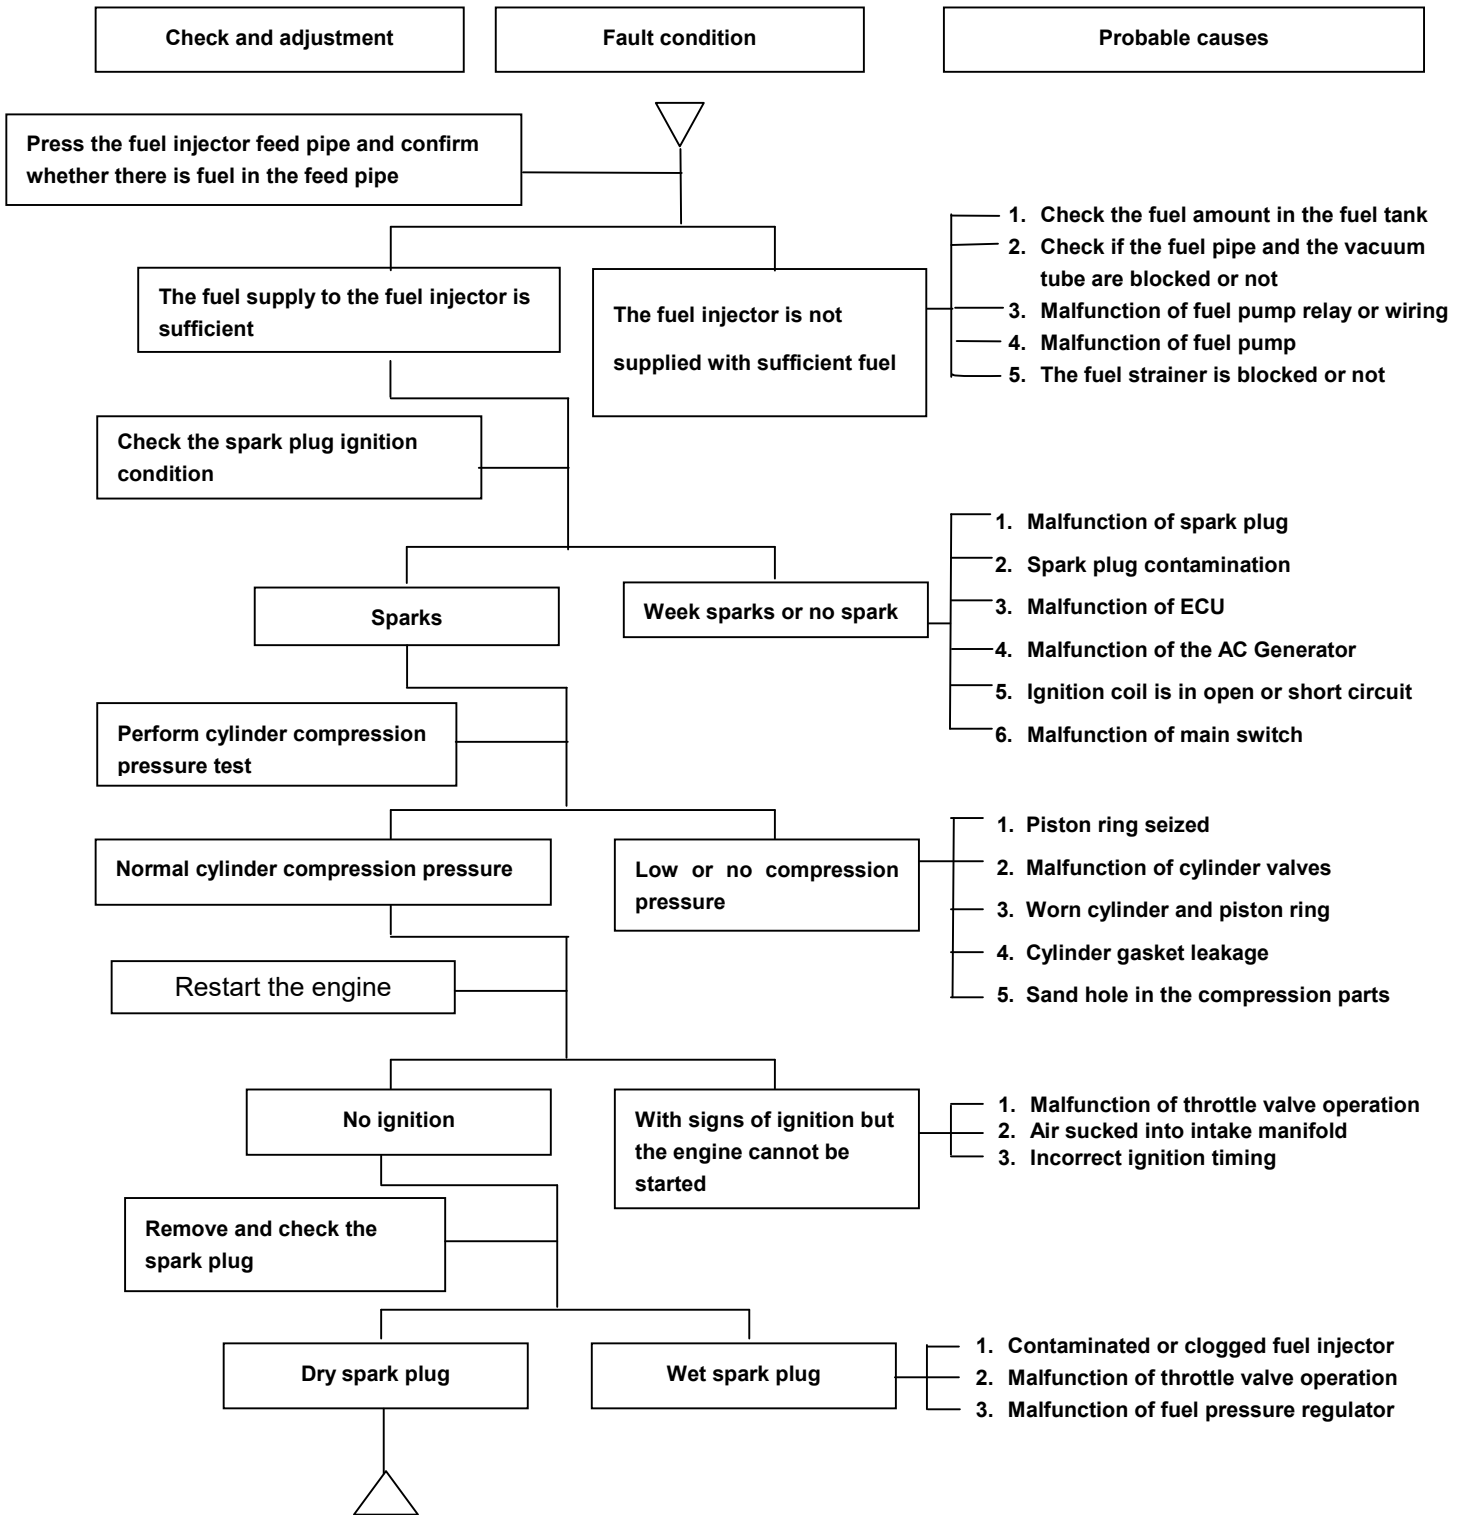 Check and adjustment
Fault condition
Probable causes
Press the fuel injector feed pipe and confirm
whether there is fuel in the feed pipe
The fuel supply to the fuel injector is
sufficient
The fuel injector is not
supplied with sufficient fuel
1. Check the fuel amount in the fuel tank
2. Check if the fuel pipe and the vacuum
tube are blocked or not
3. Malfunction of fuel pump relay or wiring
4. Malfunction of fuel pump
5. The fuel strainer is blocked or not
Check the spark plug ignition
condition
Sparks
Week sparks or no spark
1. Malfunction of spark plug
2. Spark plug contamination
3. Malfunction of ECU
4. Malfunction of the AC Generator
5. Ignition coil is in open or short circuit
6. Malfunction of main switch
Perform cylinder compression
pressure test
Normal cylinder compression pressure
Low or no compression
pressure
1. Piston ring seized
2. Malfunction of cylinder valves
3. Worn cylinder and piston ring
4. Cylinder gasket leakage
5. Sand hole in the compression parts
Restart the engine
No ignition
With signs of ignition but
the engine cannot be
started
1. Malfunction of throttle valve operation
2. Air sucked into intake manifold
3. Incorrect ignition timing
Remove and check the
spark plug
Dry spark plug
Wet spark plug
1. Contaminated or clogged fuel injector
2. Malfunction of throttle valve operation
3. Malfunction of fuel pressure regulator